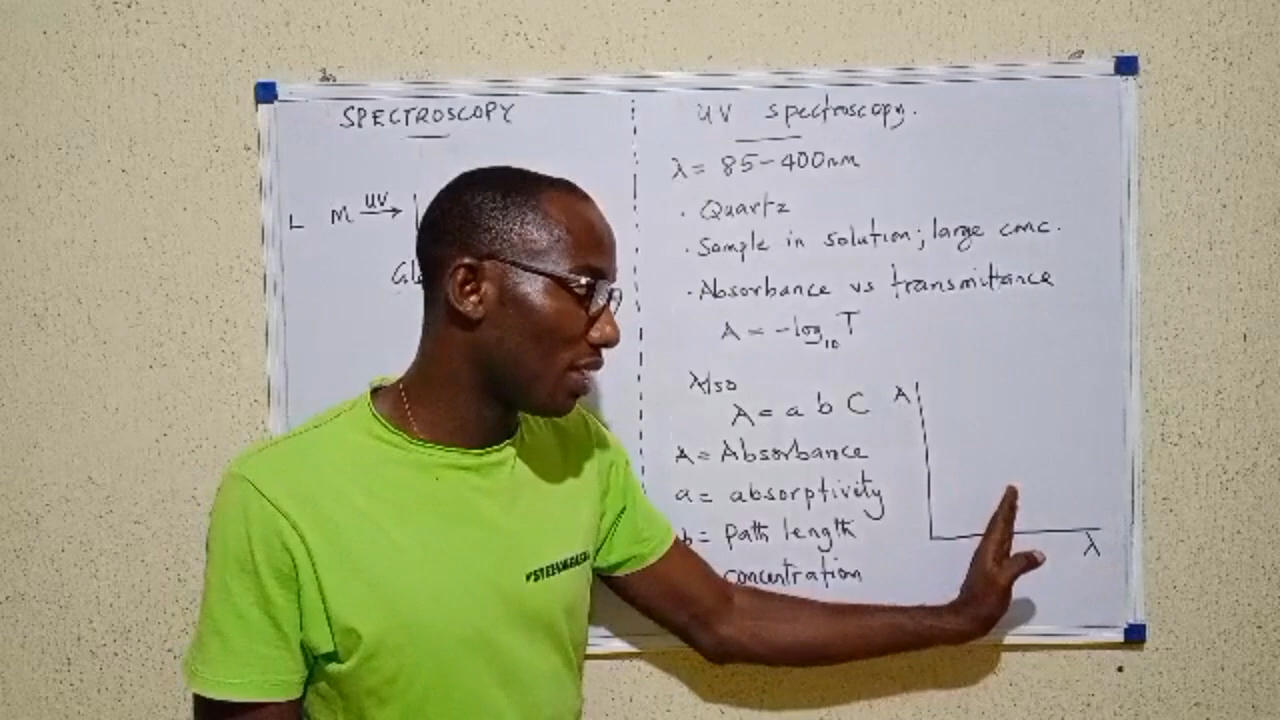 SPECTROSCOPY
L M UV
UV spectroscopy.
λ = 85-400nm
· Quartz
· Sample in solution; large conc.
· Absorbance vs transmittance
A = -log₁₀T
Also
A = a b C
A = Absorbance
a = absorptivity
b = Path length
concentration
A
λ